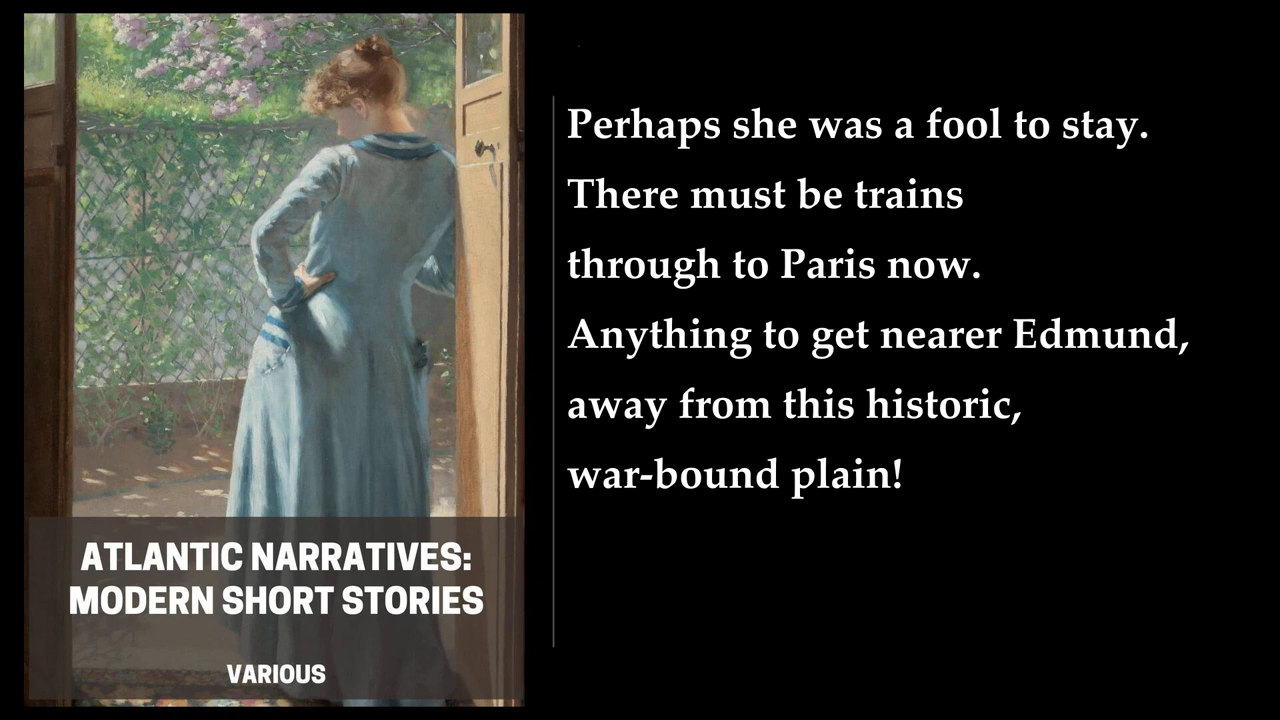 Perhaps she was a fool to stay.
There must be trains
through to Paris now.
Anything to get nearer Edmund,
away from this historic,
war-bound plain!
ATLANTIC NARRATIVES:
MODERN SHORT STORIES
VARIOUS